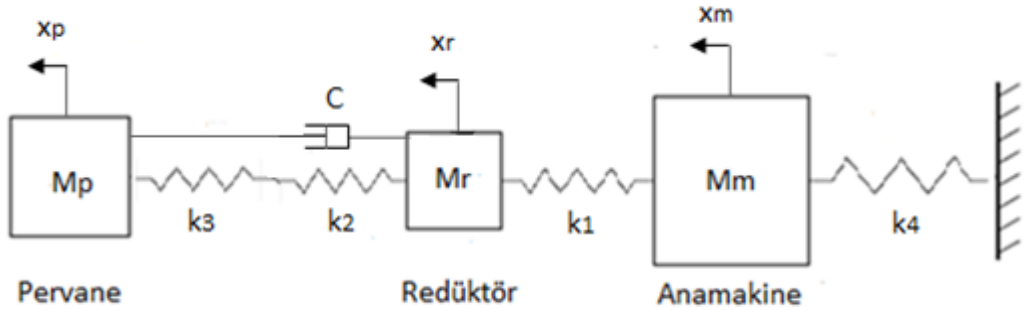 xp
xr
xm
C
Mp
Mr
Mm
k3
k2
k1
k4
Pervane
Redüktör
Anamakine